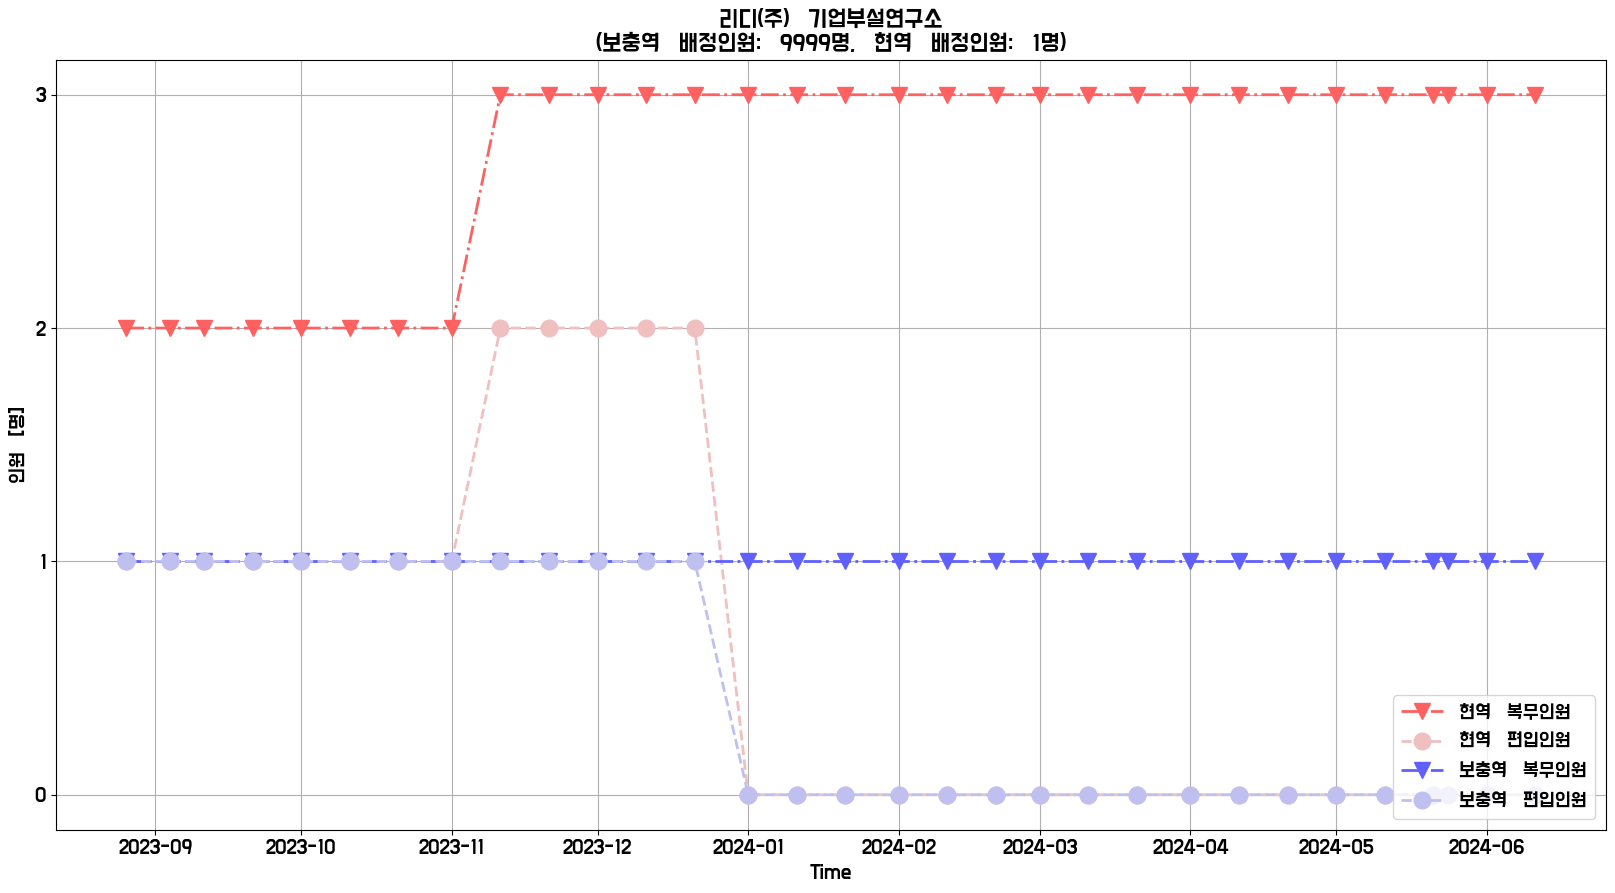 리디(주) 기업부설연구소
(보충역 배정인원: 9999명, 현역 배정인원: 1명)
인원 [명]
3
2
1
0
현역 복무인원
현역 편입인원
보충역 복무인원
보충역 편입인원
2023-09 2023-10 2023-11 2023-12 2024-01 2024-02 2024-03 2024-04 2024-05 2024-06
Time